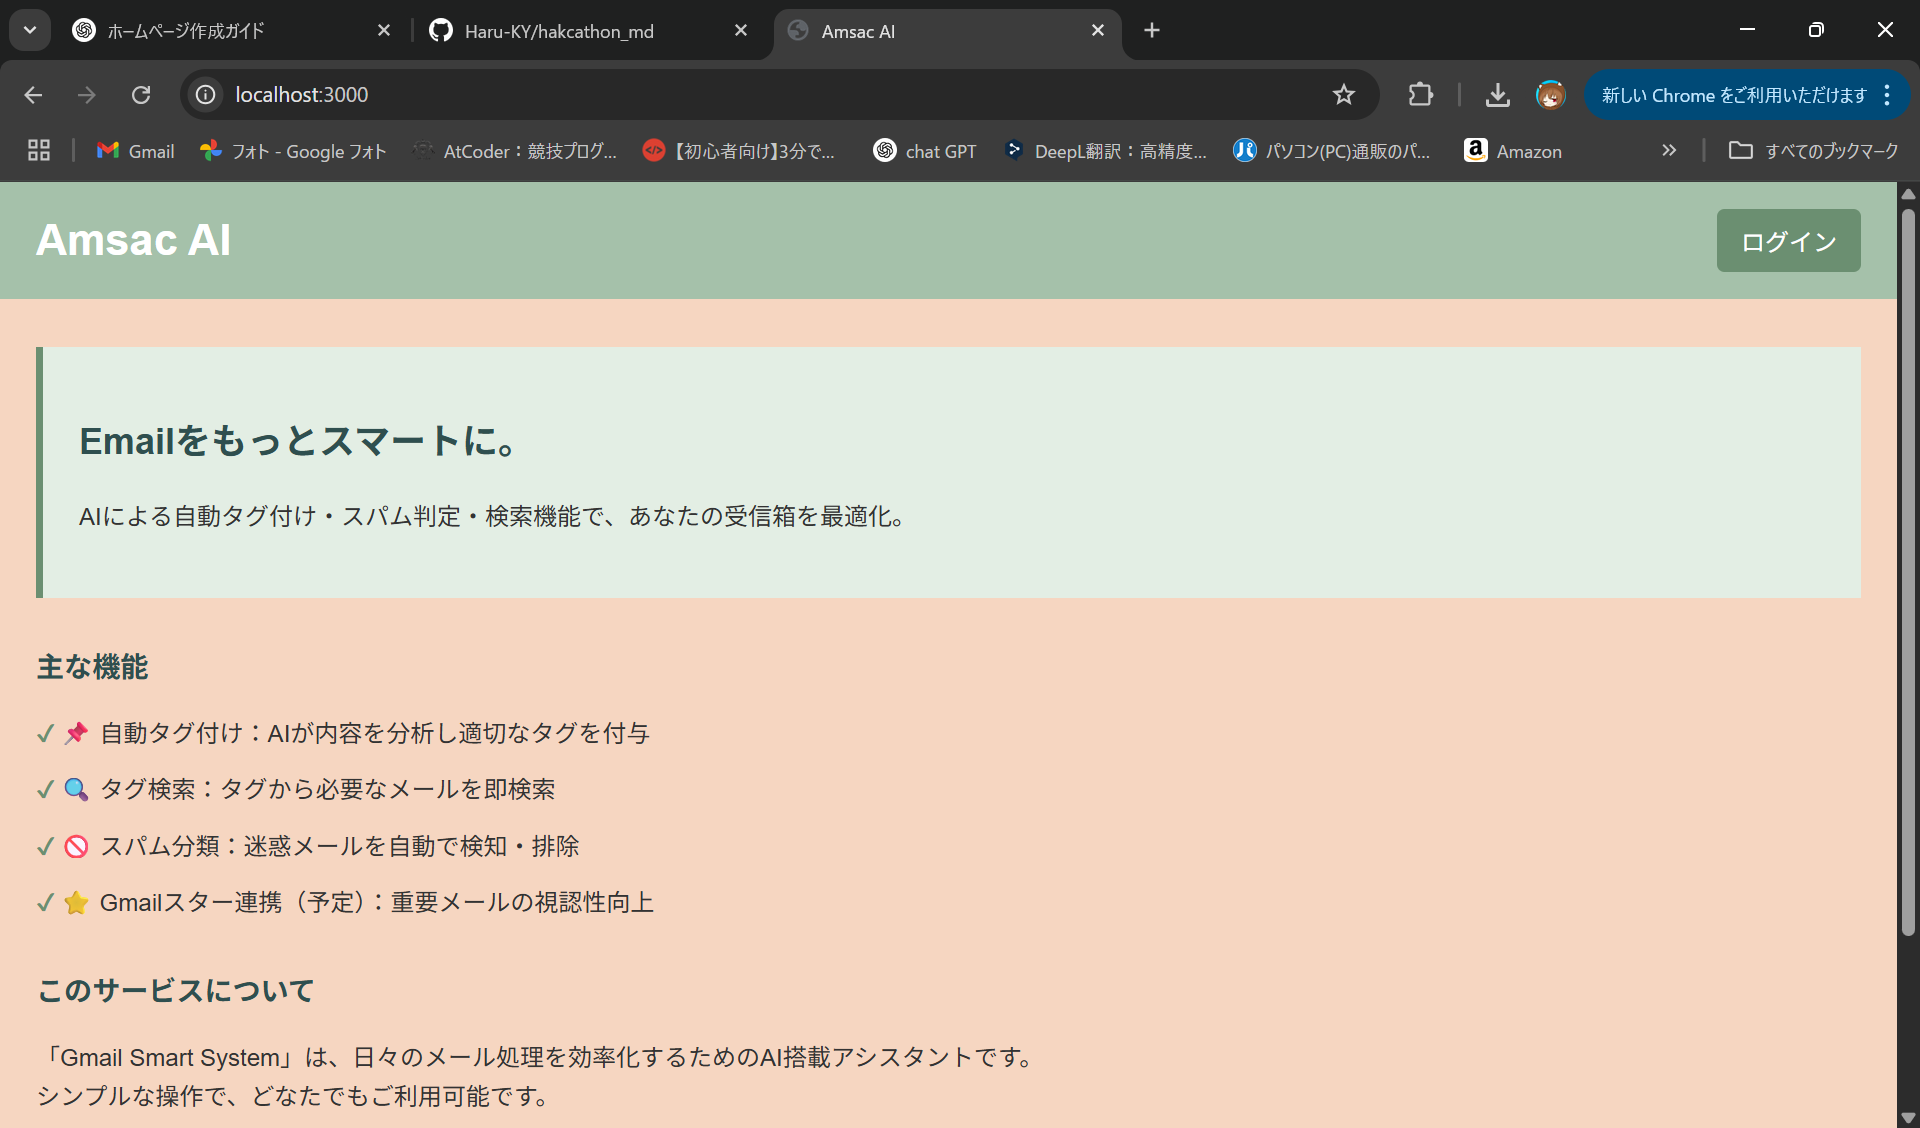 ホームページ作成ガイド
Haru-KY/hakcathon_md
Amsac AI
localhost:3000
新しい Chrome をご利用いただけます
Gmail
フォト - Google フォト
AtCoder：競技プログ...
【初心者向け】3分で...
chat GPT
DeepL翻訳：高精度...
パソコン(PC)通販のパ...
Amazon
すべてのブックマーク
Amsac AI
ログイン
Emailをもっとスマートに。
AIによる自動タグ付け・スパム判定・検索機能で、あなたの受信箱を最適化。
主な機能
✓ 📌 自動タグ付け：AIが内容を分析し適切なタグを付与
✓ 🔍 タグ検索：タグから必要なメールを即検索
✓ 🚫 スパム分類：迷惑メールを自動で検知・排除
✓ ⭐ Gmailスター連携（予定）：重要メールの視認性向上
このサービスについて
「Gmail Smart System」は、日々のメール処理を効率化するためのAI搭載アシスタントです。
シンプルな操作で、どなたでもご利用可能です。